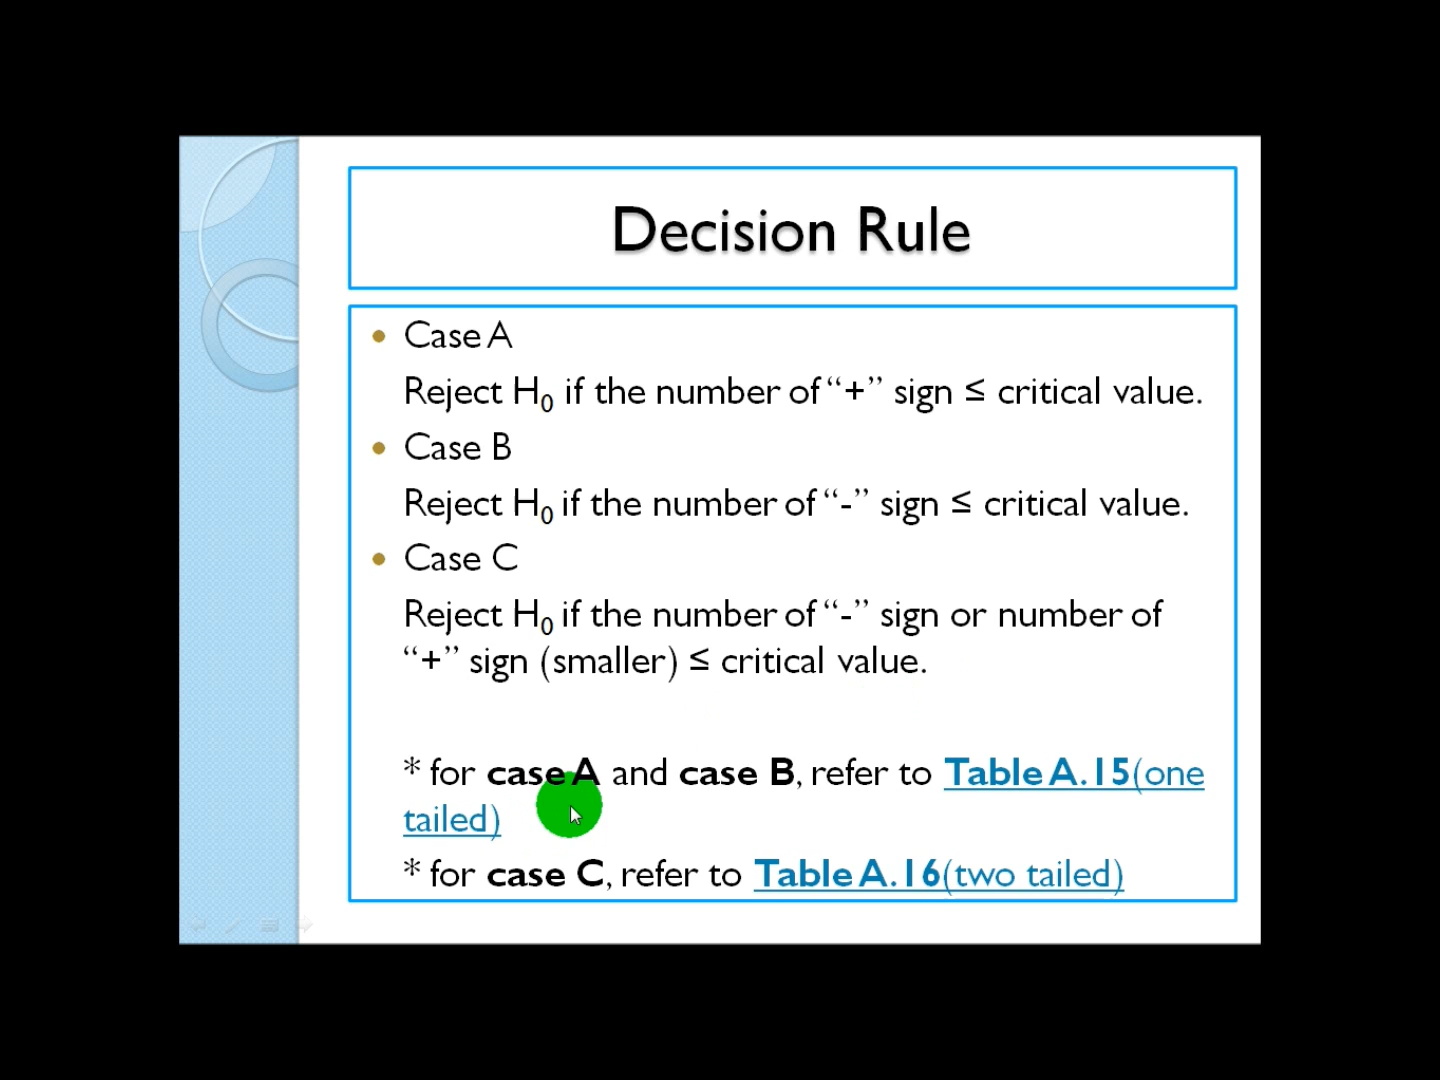 Decision Rule
• Case A
Reject H₀ if the number of “+” sign ≤ critical value.
• Case B
Reject H₀ if the number of “-” sign ≤ critical value.
• Case C
Reject H₀ if the number of “-” sign or number of
“+” sign (smaller) ≤ critical value.
* for case A and case B, refer to Table A.15(one
tailed)
* for case C, refer to Table A.16(two tailed)